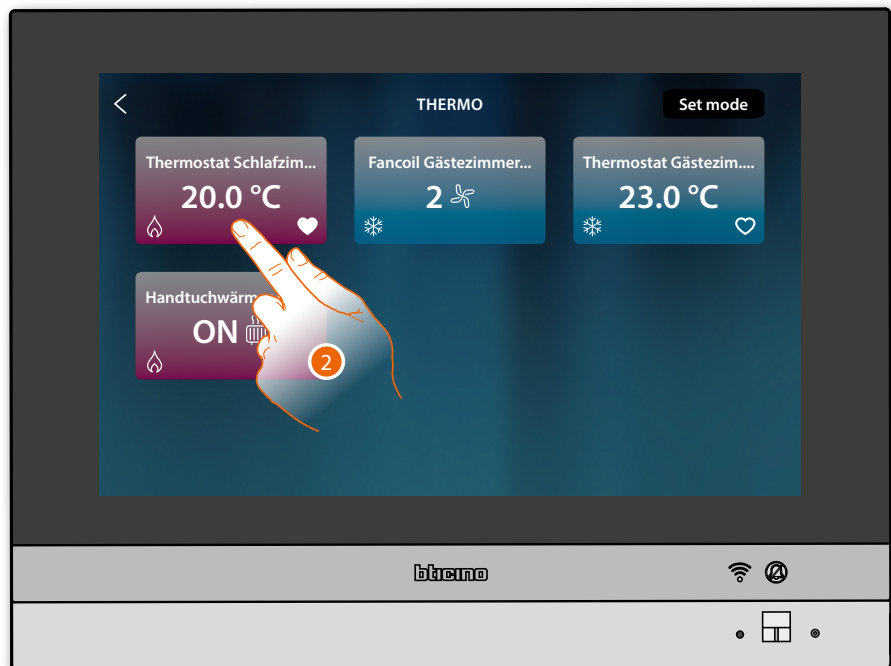 THERMO
Set mode
Thermostat Schlafzim...
20.0 °C
Fancoil Gästezimmer...
2
Thermostat Gästezim....
23.0 °C
Handtuchwärm
ON
2
bticino